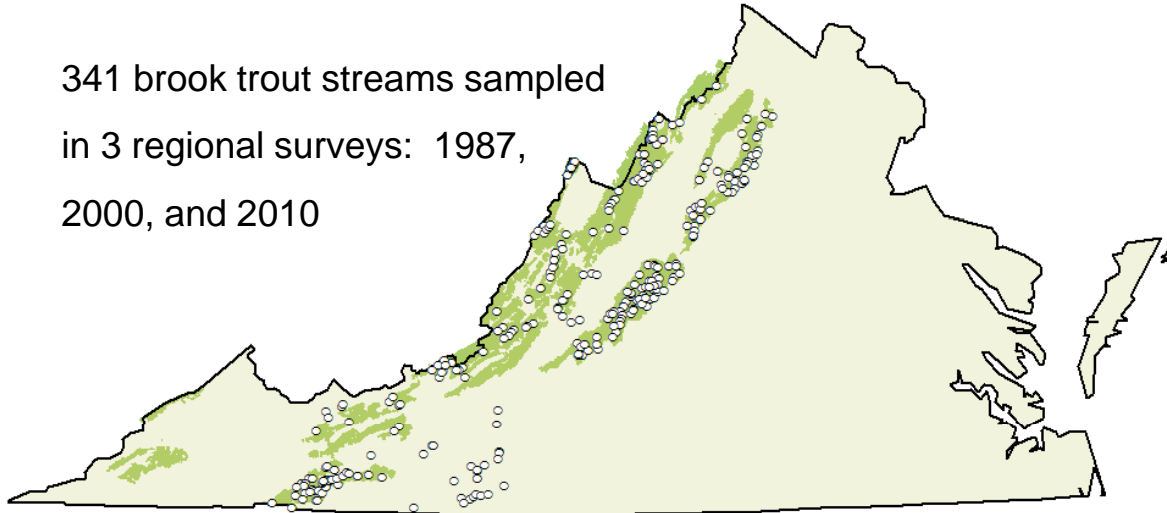 341 brook trout streams sampled
in 3 regional surveys:  1987,
2000, and 2010